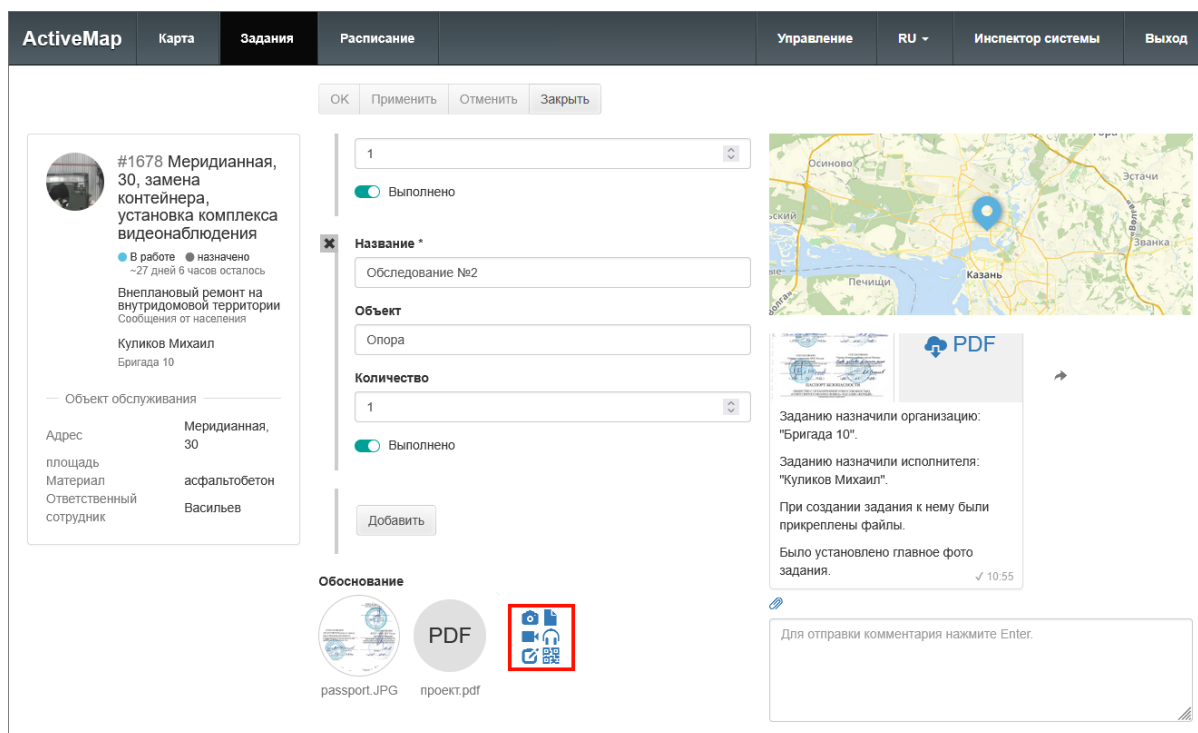 ActiveMap Карта Задания Расписание Управление RU Инспектор системы Выход
OK Применить Отменить Закрыть
#1678 Меридианная,
30, замена
контейнера,
установка комплекса
видеонаблюдения
В работе назначено
~27 дней 6 часов осталось
Внеплановый ремонт на
внутридомовой территории
Сообщения от населения
Куликов Михаил
Бригада 10
Объект обслуживания
Адрес Меридианная,
30
площадь
Материал асфальтобетон
Ответственный
сотрудник Васильев
1
Выполнено
Название *
Обследование №2
Объект
Опора
Количество
1
Выполнено
Добавить
Обоснование
PDF
passport.JPG проект.pdf
Осиново
Эстачи
ский
«Волга»
Званка
Казань
Печищи
PDF
ПАСПОРТ БЕЗОПАСНОСТИ
Заданию назначили организацию:
"Бригада 10".
Заданию назначили исполнителя:
"Куликов Михаил".
При создании задания к нему были
прикреплены файлы.
Было установлено главное фото
задания.
✓ 10:55
Для отправки комментария нажмите Enter.